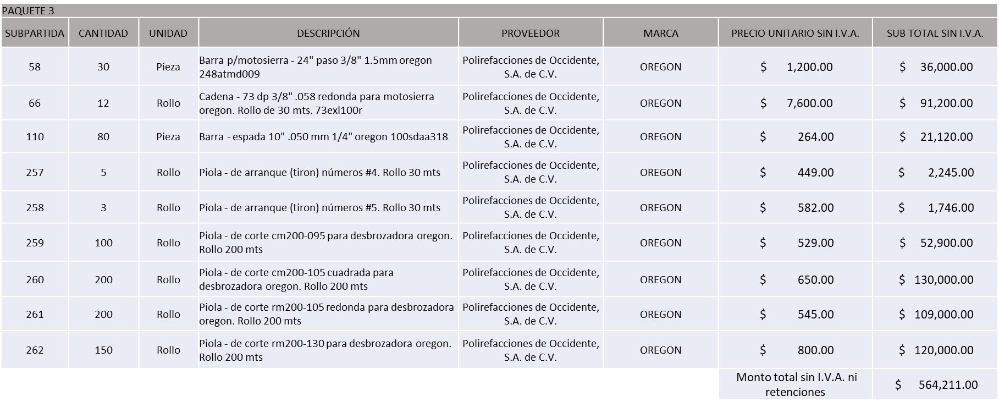 PAQUETE 3
SUBPARTIDA CANTIDAD UNIDAD DESCRIPCIÓN PROVEEDOR MARCA PRECIO UNITARIO SIN I.V.A. SUB TOTAL SIN I.V.A.
58 30 Pieza Barra p/motosierra - 24" paso 3/8" 1.5mm oregon
248atmd009 Polirefacciones de Occidente,
S.A. de C.V. OREGON $ 1,200.00 $ 36,000.00
66 12 Rollo Cadena - 73 dp 3/8" .058 redonda para motosierra
oregon. Rollo de 30 mts. 73exl100r Polirefacciones de Occidente,
S.A. de C.V. OREGON $ 7,600.00 $ 91,200.00
110 80 Pieza Barra - espada 10" .050 mm 1/4" oregon 100sdaa318 Polirefacciones de Occidente,
S.A. de C.V. OREGON $ 264.00 $ 21,120.00
257 5 Rollo Piola - de arranque (tiron) números #4. Rollo 30 mts Polirefacciones de Occidente,
S.A. de C.V. OREGON $ 449.00 $ 2,245.00
258 3 Rollo Piola - de arranque (tiron) números #5. Rollo 30 mts Polirefacciones de Occidente,
S.A. de C.V. OREGON $ 582.00 $ 1,746.00
259 100 Rollo Piola - de corte cm200-095 para desbrozadora oregon.
Rollo 200 mts Polirefacciones de Occidente,
S.A. de C.V. OREGON $ 529.00 $ 52,900.00
260 200 Rollo Piola - de corte cm200-105 cuadrada para
desbrozadora oregon. Rollo 200 mts Polirefacciones de Occidente,
S.A. de C.V. OREGON $ 650.00 $ 130,000.00
261 200 Rollo Piola - de corte rm200-105 redonda para desbrozadora
oregon. Rollo 200 mts Polirefacciones de Occidente,
S.A. de C.V. OREGON $ 545.00 $ 109,000.00
262 150 Rollo Piola - de corte rm200-130 para desbrozadora oregon.
Rollo 200 mts Polirefacciones de Occidente,
S.A. de C.V. OREGON $ 800.00 $ 120,000.00
Monto total sin I.V.A. ni
retenciones $ 564,211.00